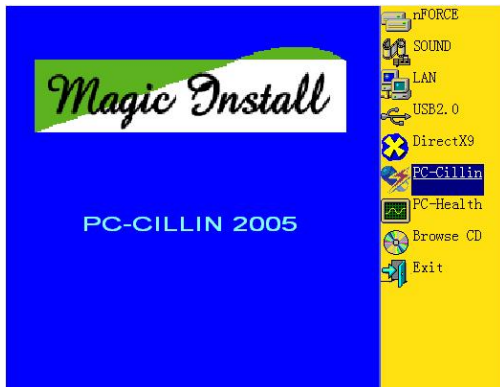 Magic Install
PC-CILLIN 2005
nFORCE
SOUND
LAN
USB2.0
DirectX9
PC-Cillin
PC-Health
Browse CD
Exit